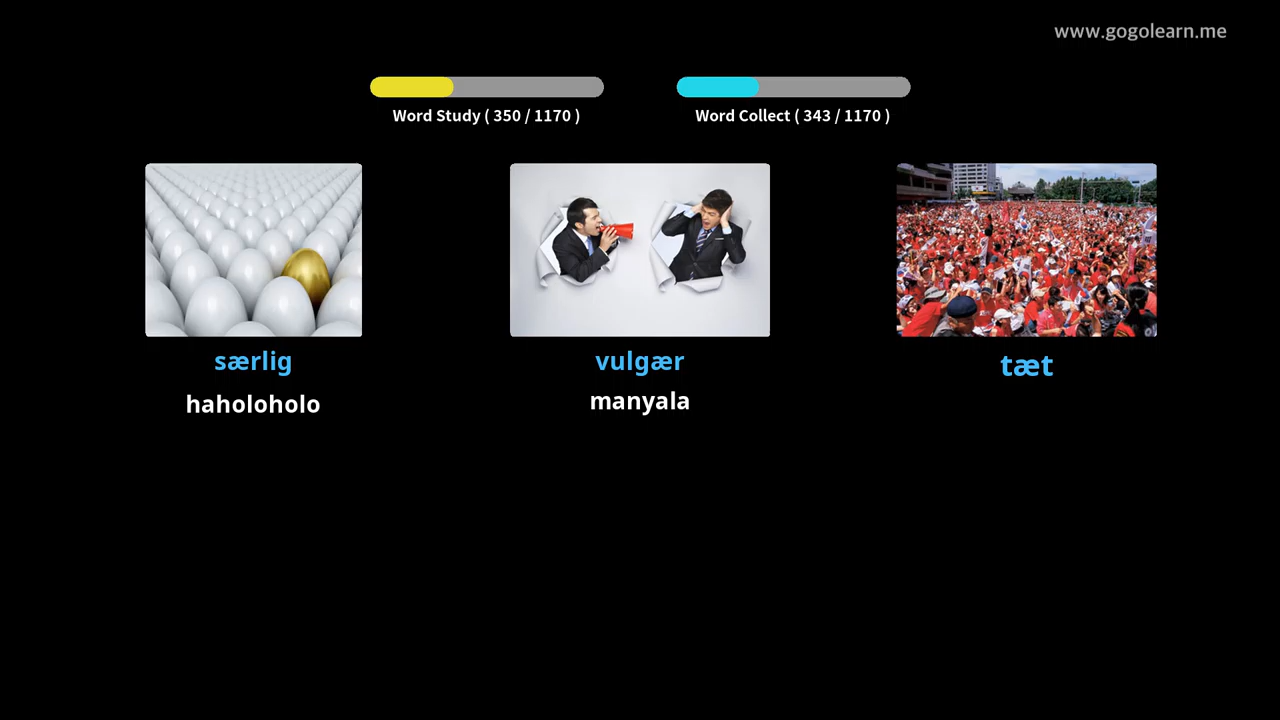 www.gogolearn.me
Word Study ( 350 / 1170 )
Word Collect ( 343 / 1170 )
særlig
haholoholo
vulgær
manyala
tæt